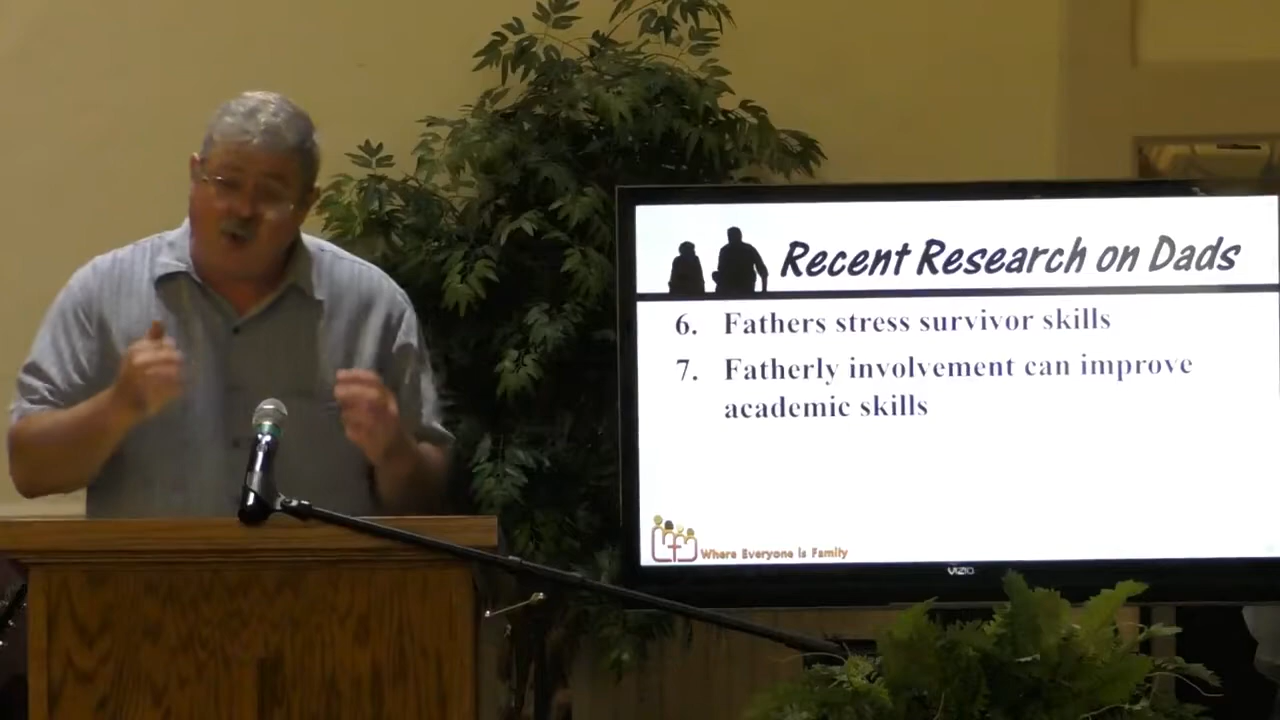 Recent Research on Dads
6. Fathers stress survivor skills
7. Fatherly involvement can improve
academic skills
Where Everyone is Family
VIZIO